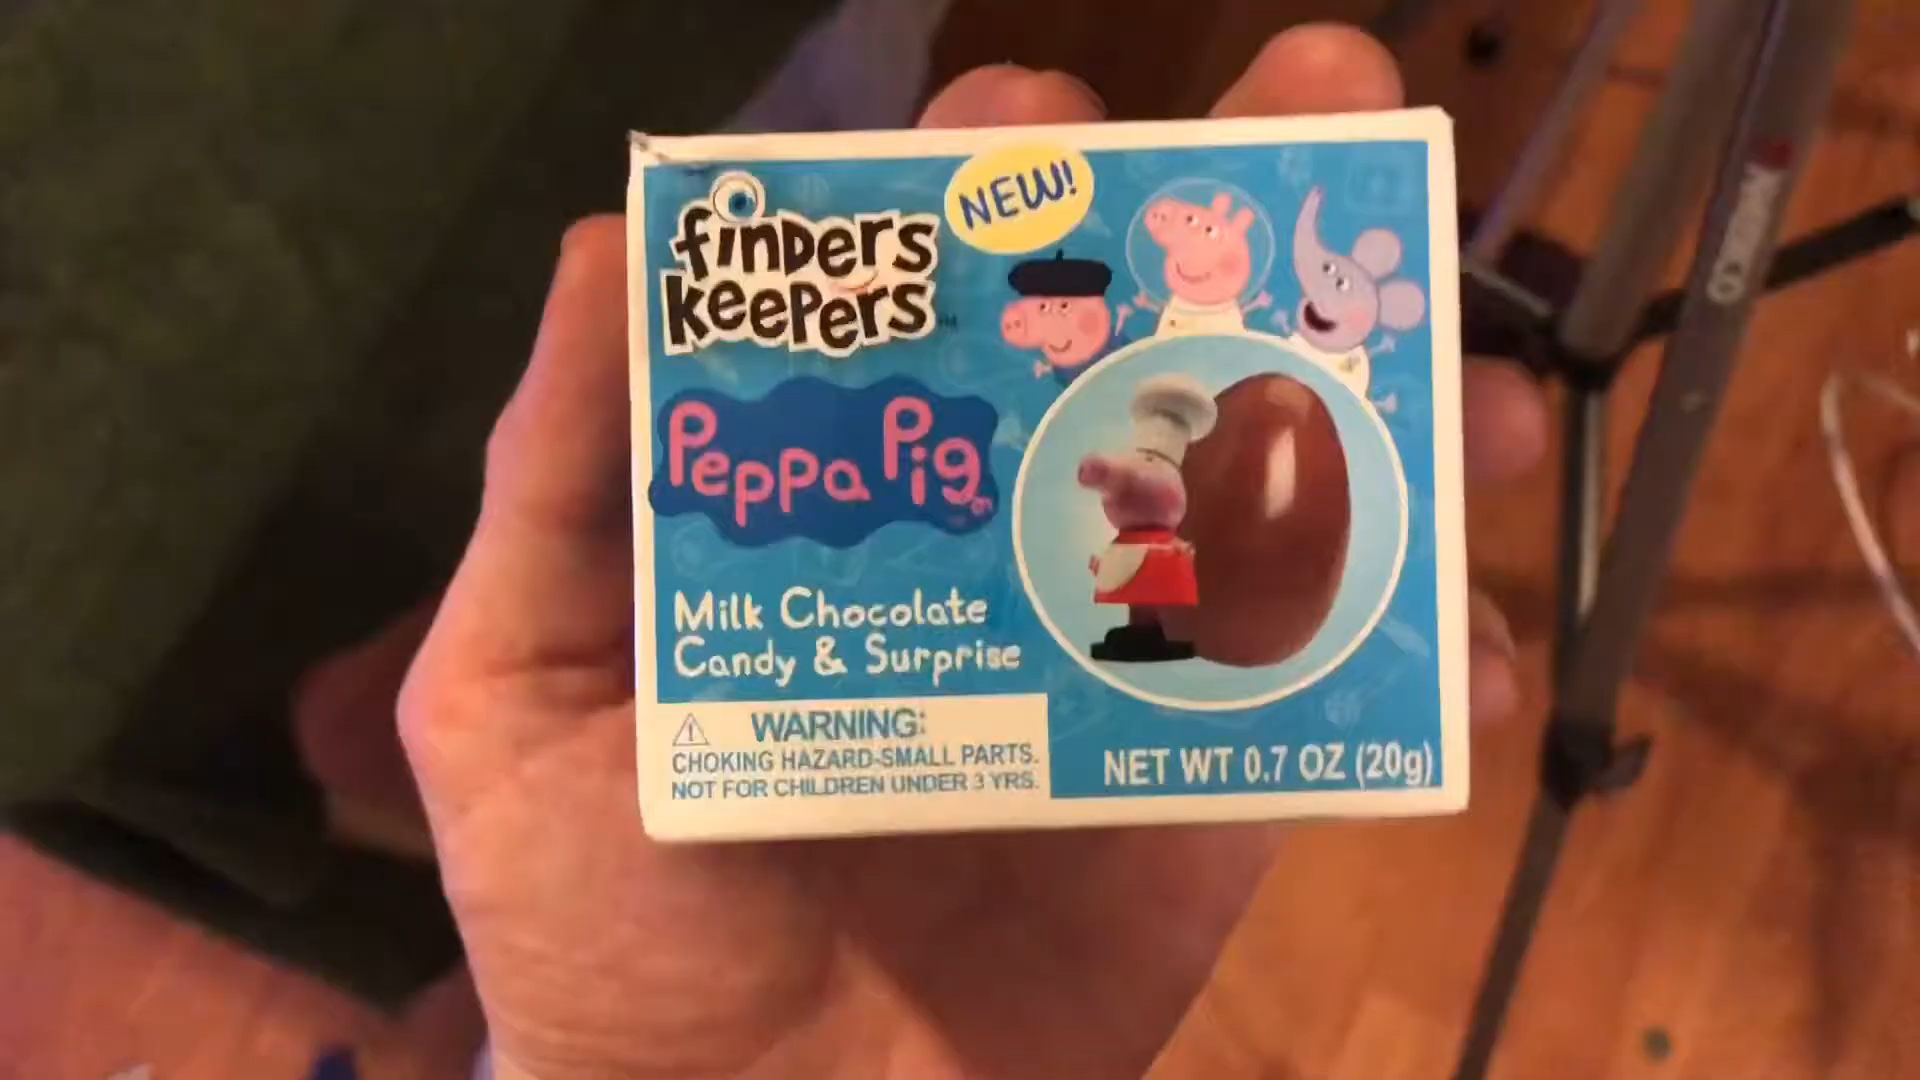 NEW!
finders
keepers
Peppa Pig
Milk Chocolate
Candy & Surprise
WARNING:
CHOKING HAZARD-SMALL PARTS.
NOT FOR CHILDREN UNDER 3 YRS.
NET WT 0.7 OZ (20g)